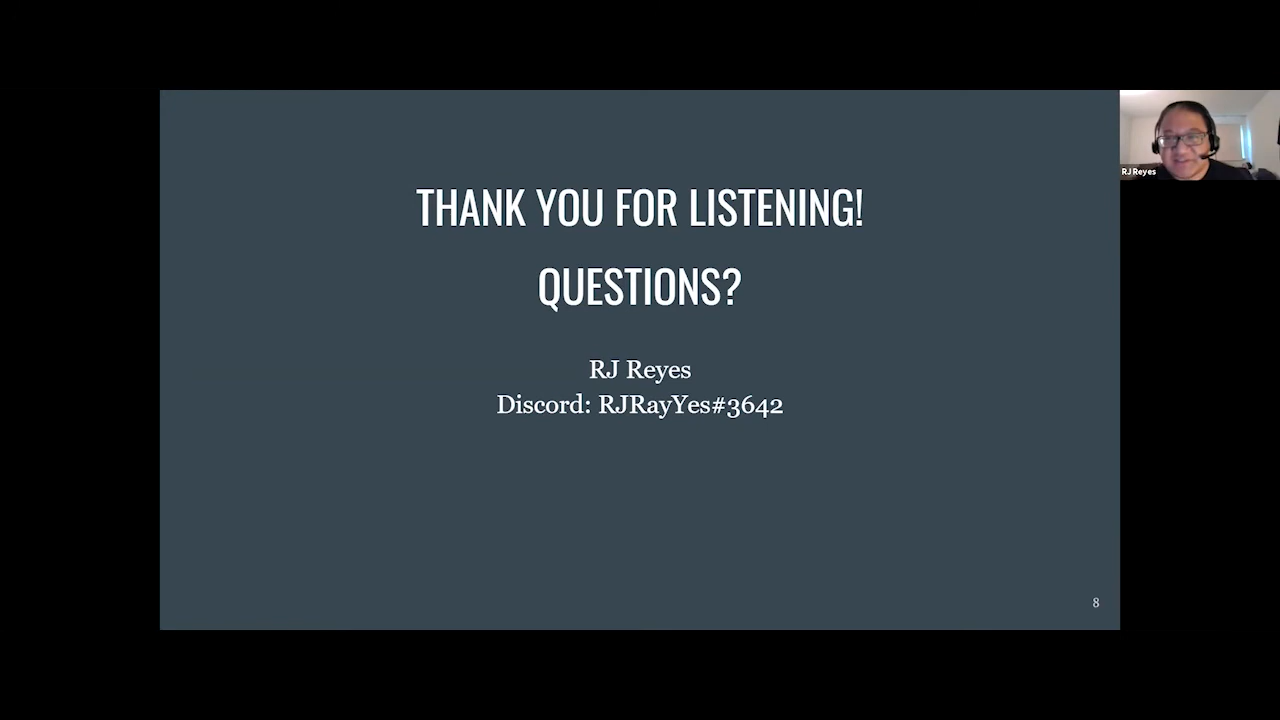 THANK YOU FOR LISTENING!
QUESTIONS?
RJ Reyes
Discord: RJRayYes#3642
8
RJ Reyes